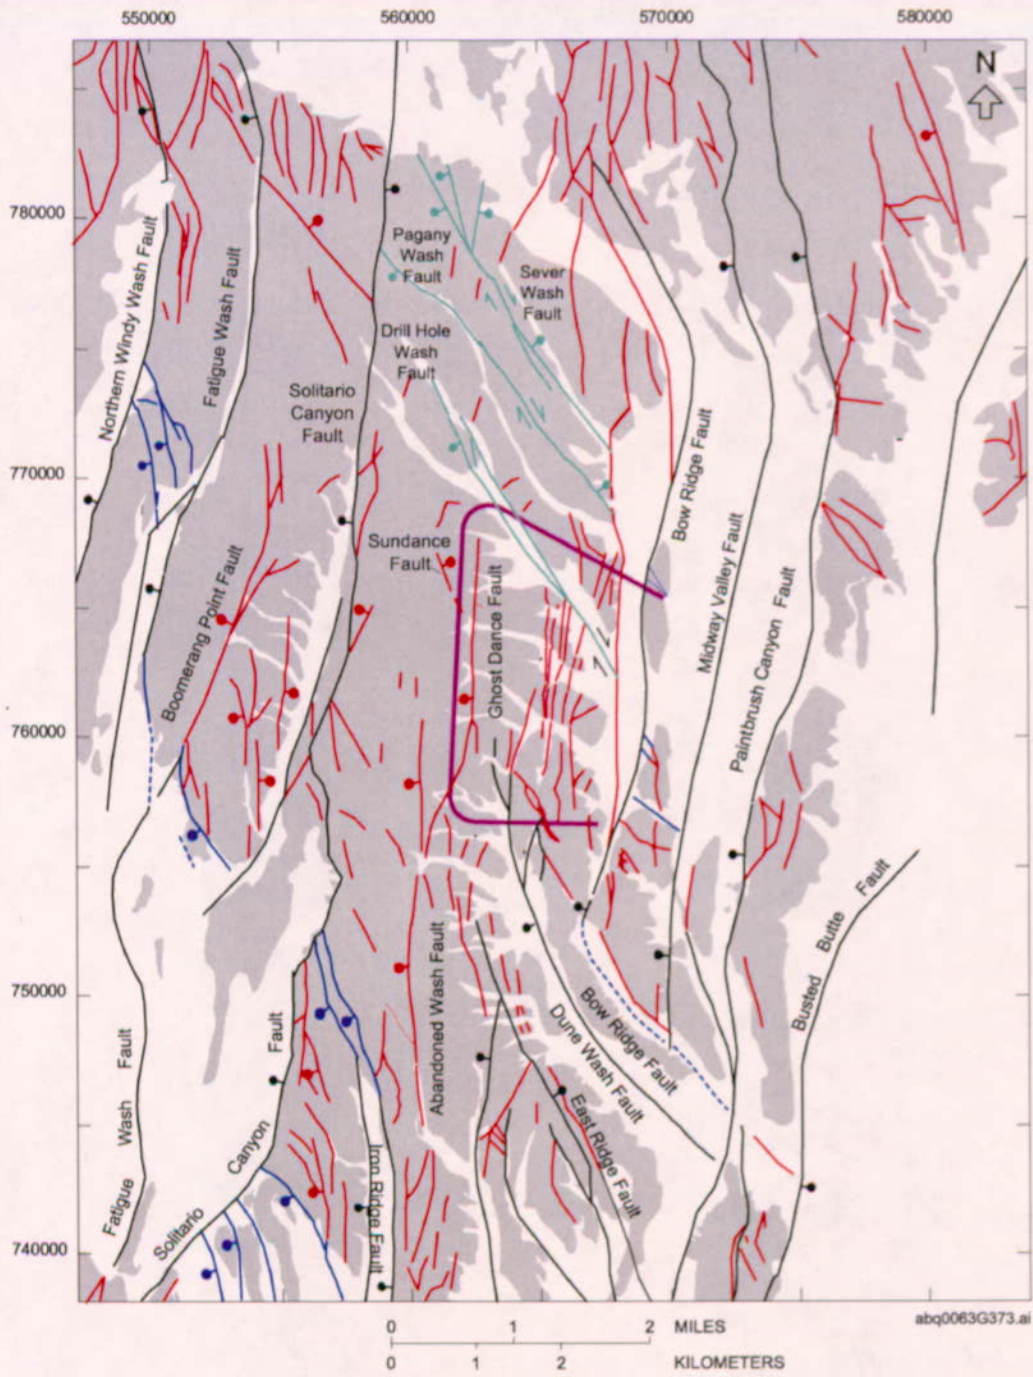 550000
560000
570000
580000
N
780000
770000
760000
750000
740000
Northern Windy Wash Fault
Fatigue Wash Fault
Pagany
Wash
Fault
Sever
Wash
Fault
Drill Hole
Wash
Fault
Solitario
Canyon
Fault
Bow Ridge Fault
Sundance
Fault
Boomerang Point Fault
Ghost Dance Fault
Midway Valley Fault
Paintbrush Canyon Fault
Abandoned Wash Fault
Bow Ridge Fault
Dune Wash Fault
East Ridge Fault
Busted Butte Fault
Fatigue Wash Fault
Solitario Canyon Fault
Iron Ridge Fault
abq0063G373.ai
0 1 2 MILES
0 1 2 KILOMETERS